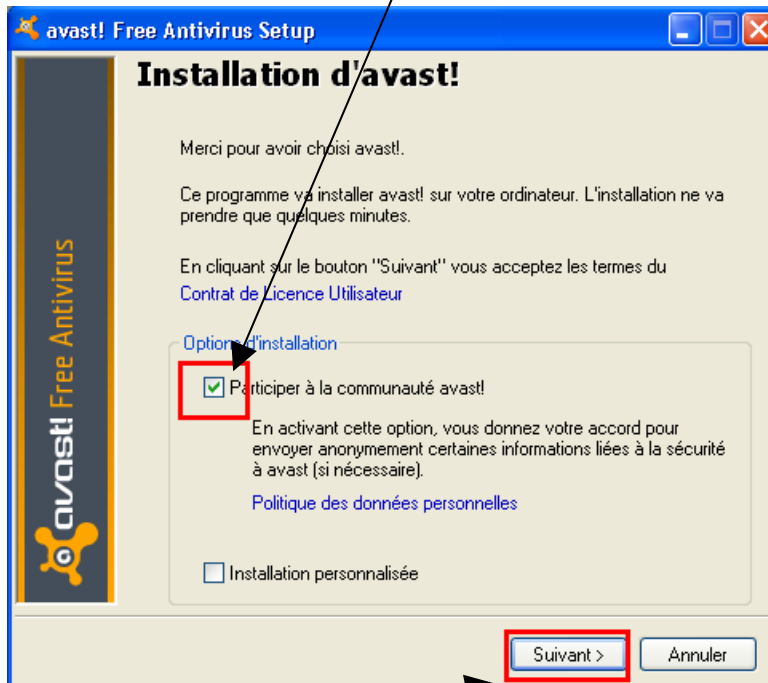 avast! Free Antivirus Setup
Installation d'avast!
Merci pour avoir choisi avast!.
Ce programme va installer avast! sur votre ordinateur. L'installation ne va
prendre que quelques minutes.
En cliquant sur le bouton "Suivant" vous acceptez les termes du
Contrat de Licence Utilisateur
Options d'installation
Participer à la communauté avast!
En activant cette option, vous donnez votre accord pour
envoyer anonymement certaines informations liées à la sécurité
à avast (si nécessaire).
Politique des données personnelles
Installation personnalisée
avast! Free Antivirus
Suivant >
Annuler